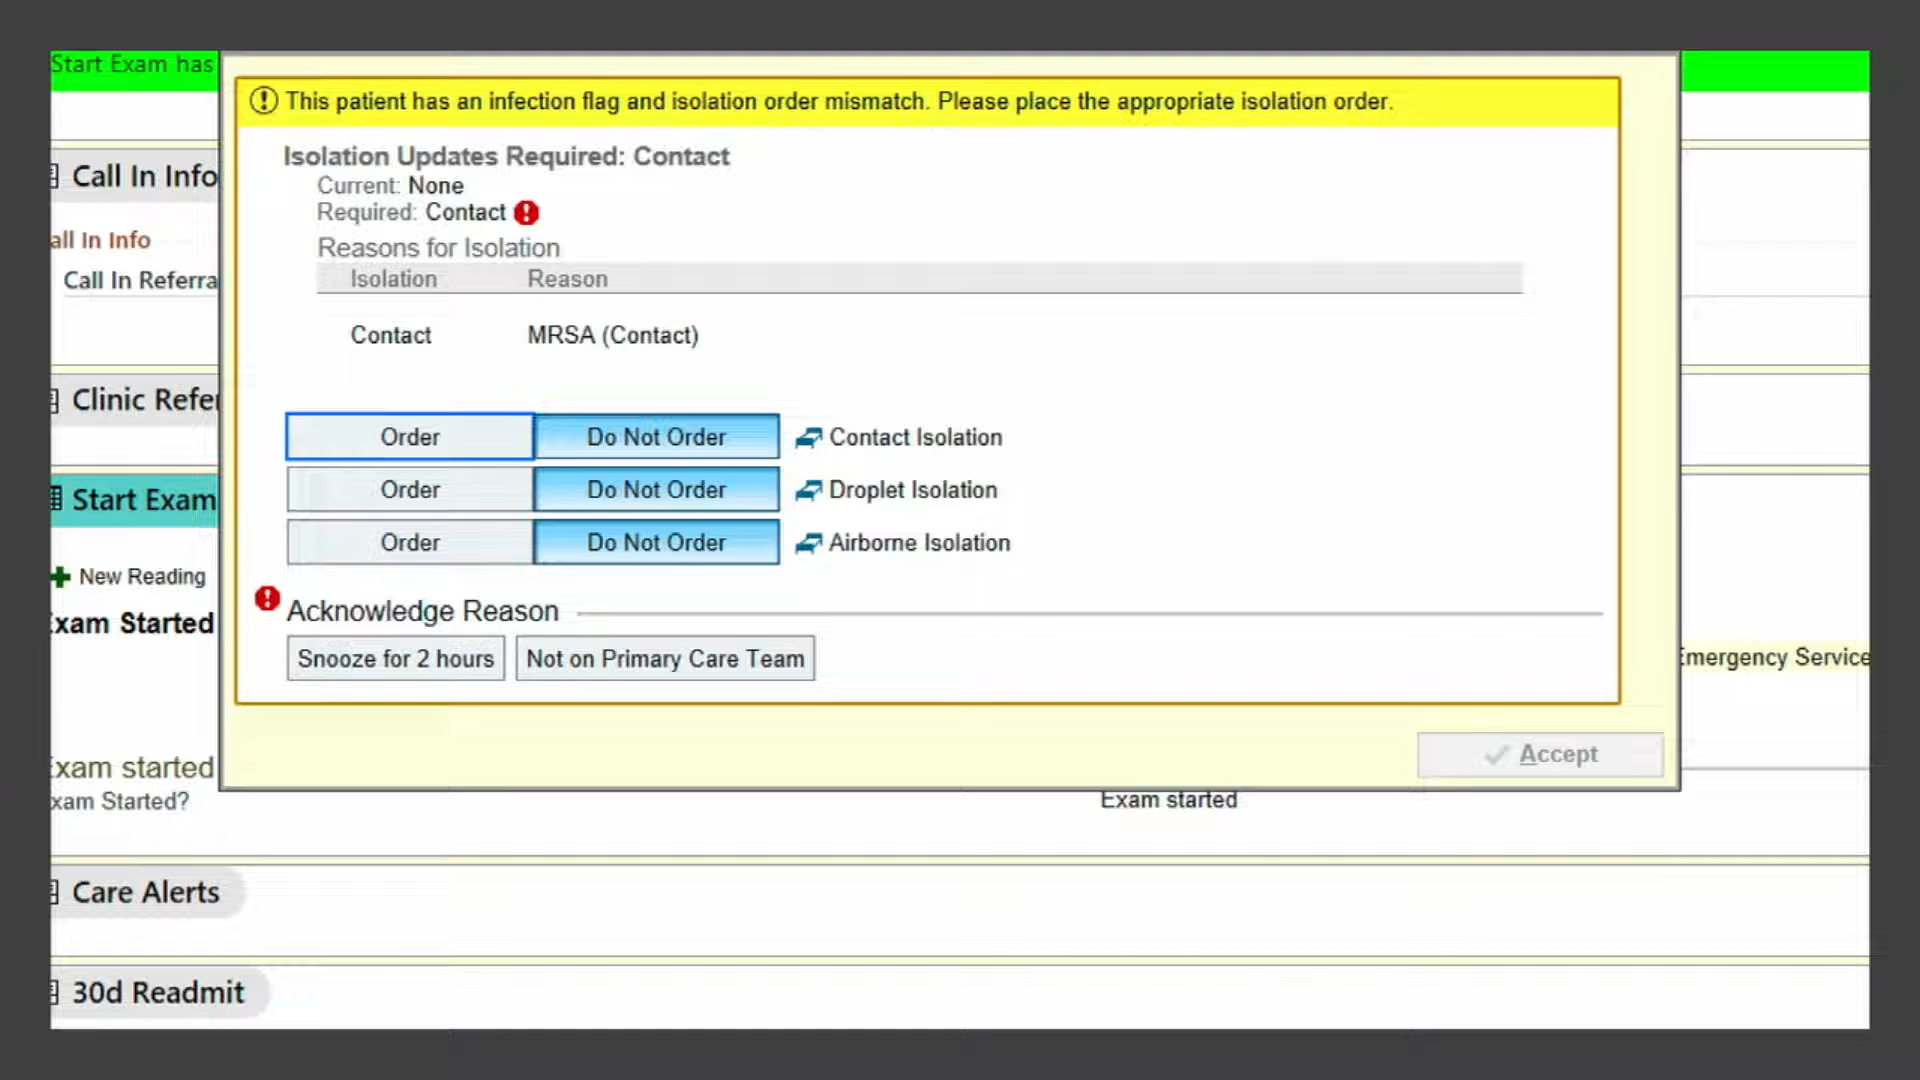 Start Exam has
This patient has an infection flag and isolation order mismatch. Please place the appropriate isolation order.
Isolation Updates Required: Contact
Current: None
Required: Contact
Reasons for Isolation
Isolation Reason
Contact MRSA (Contact)
Order Do Not Order Contact Isolation
Order Do Not Order Droplet Isolation
Order Do Not Order Airborne Isolation
Acknowledge Reason
Snooze for 2 hours Not on Primary Care Team
Accept
Call In Info
all In Info
Call In Referra
Clinic Refer
Start Exam
New Reading
xam Started
mergency Service
xam started
xam Started? Exam started
Care Alerts
30d Readmit